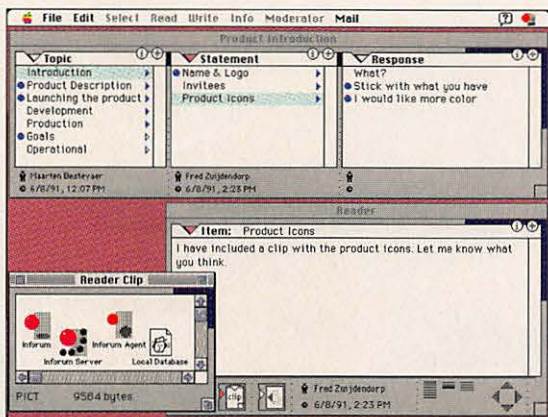 File Edit Select Read Write Info Moderator Mail
Product Introduction
Topic
Introduction
Product Description
Launching the product
Development
Production
Goals
Operational
Maarten Bestevaer
6/8/91, 12:07 PM
Statement
Name & Logo
Invitees
Product Icons
Fred Zuijdendorp
6/8/91, 2:23 PM
Response
What?
Stick with what you have
I would like more color
Reader
Item: Product Icons
I have included a clip with the product icons. Let me know what
you think.
Reader Clip
Inforum
Inforum Server
Inforum Agent
Local Database
PICT 9564 bytes
clip
Fred Zuijdendorp
6/8/91, 2:23 PM